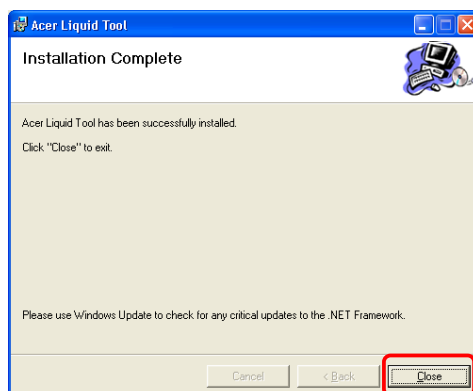 Acer Liquid Tool
Installation Complete
Acer Liquid Tool has been successfully installed.
Click "Close" to exit.
Please use Windows Update to check for any critical updates to the .NET Framework.
Cancel < Back Close